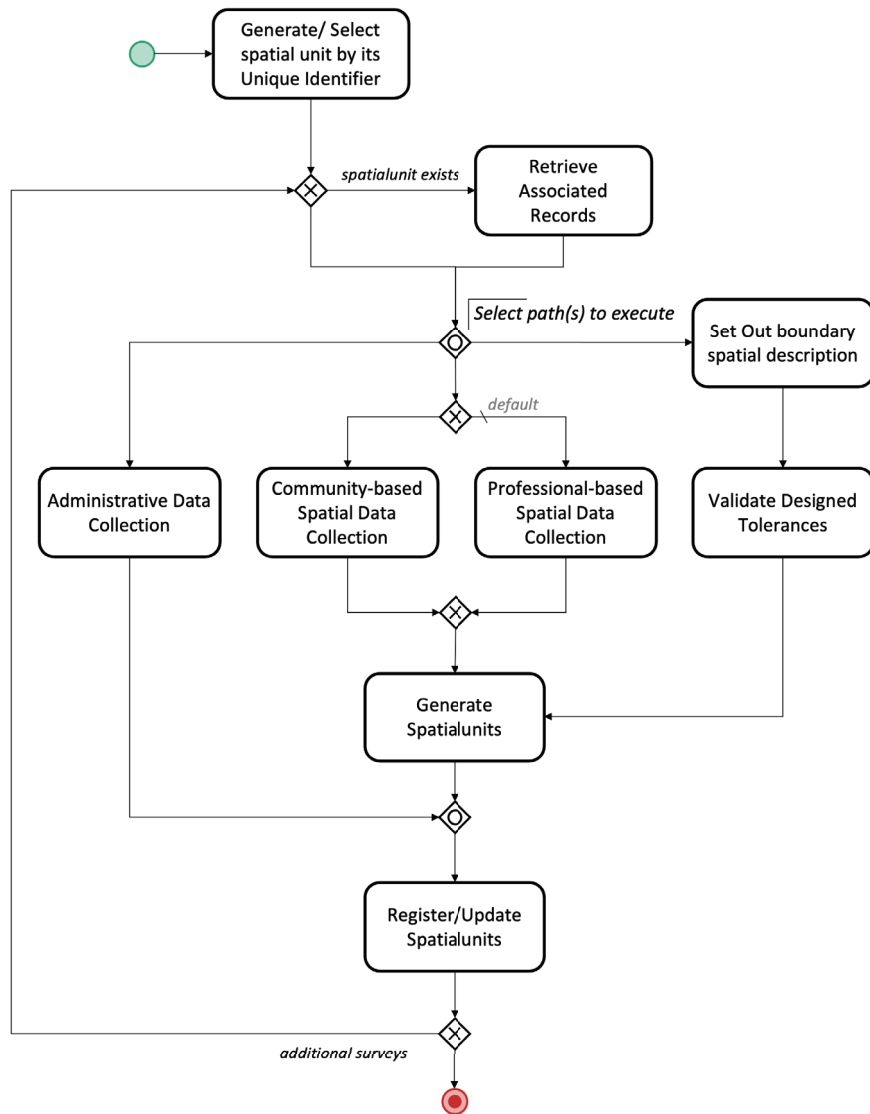 Generate/ Select
spatial unit by its
Unique Identifier
spatialunit exists
Retrieve
Associated
Records
Select path(s) to execute
Set Out boundary
spatial description
default
Administrative Data
Collection
Community-based
Spatial Data
Collection
Professional-based
Spatial Data
Collection
Validate Designed
Tolerances
Generate
Spatialunits
Register/Update
Spatialunits
additional surveys